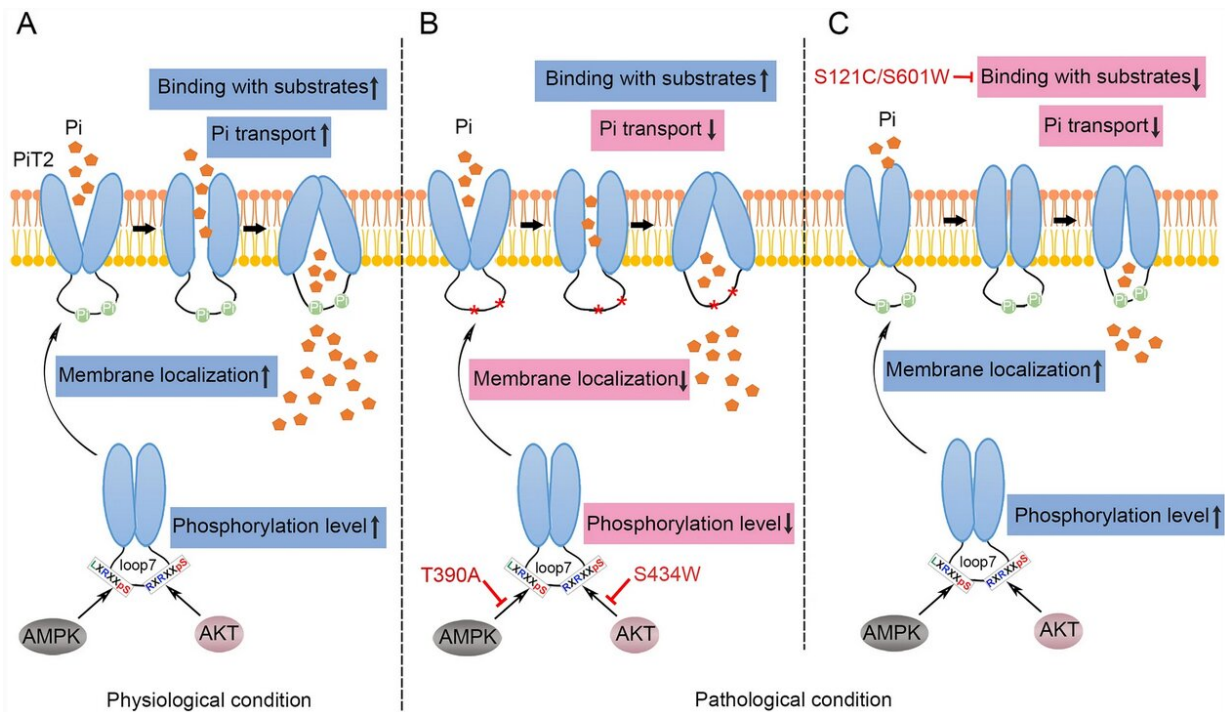 A
Binding with substrates
Pi transport
Pi
PiT2
Pi Pi
Pi Pi
Pi Pi
Membrane localization
Phosphorylation level
loop7
LXRXXpS
RXRXXpS
AMPK
AKT
Physiological condition
B
Binding with substrates
Pi transport
Pi
Membrane localization
Phosphorylation level
T390A
S434W
loop7
LXRXXpS
RXRXXpS
AMPK
AKT
C
S121C/S601W
Binding with substrates
Pi transport
Pi
Pi Pi
Pi Pi
Pi Pi
Membrane localization
Phosphorylation level
loop7
LXRXXpS
RXRXXpS
AMPK
AKT
Pathological condition